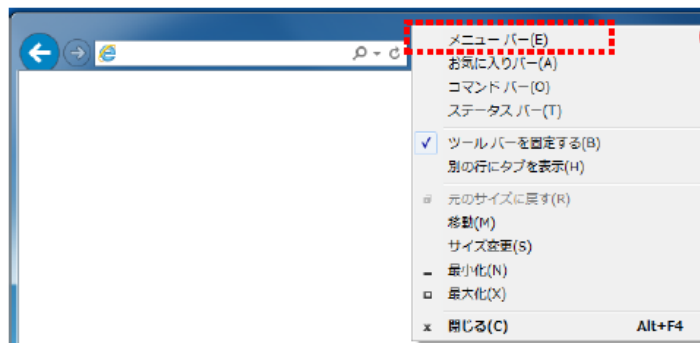 メニュー バー(E)
お気に入りバー(A)
コマンド バー(O)
ステータス バー(T)
ツール バーを固定する(B)
別の行にタブを表示(H)
元のサイズに戻す(R)
移動(M)
サイズ変更(S)
最小化(N)
最大化(X)
閉じる(C) Alt+F4